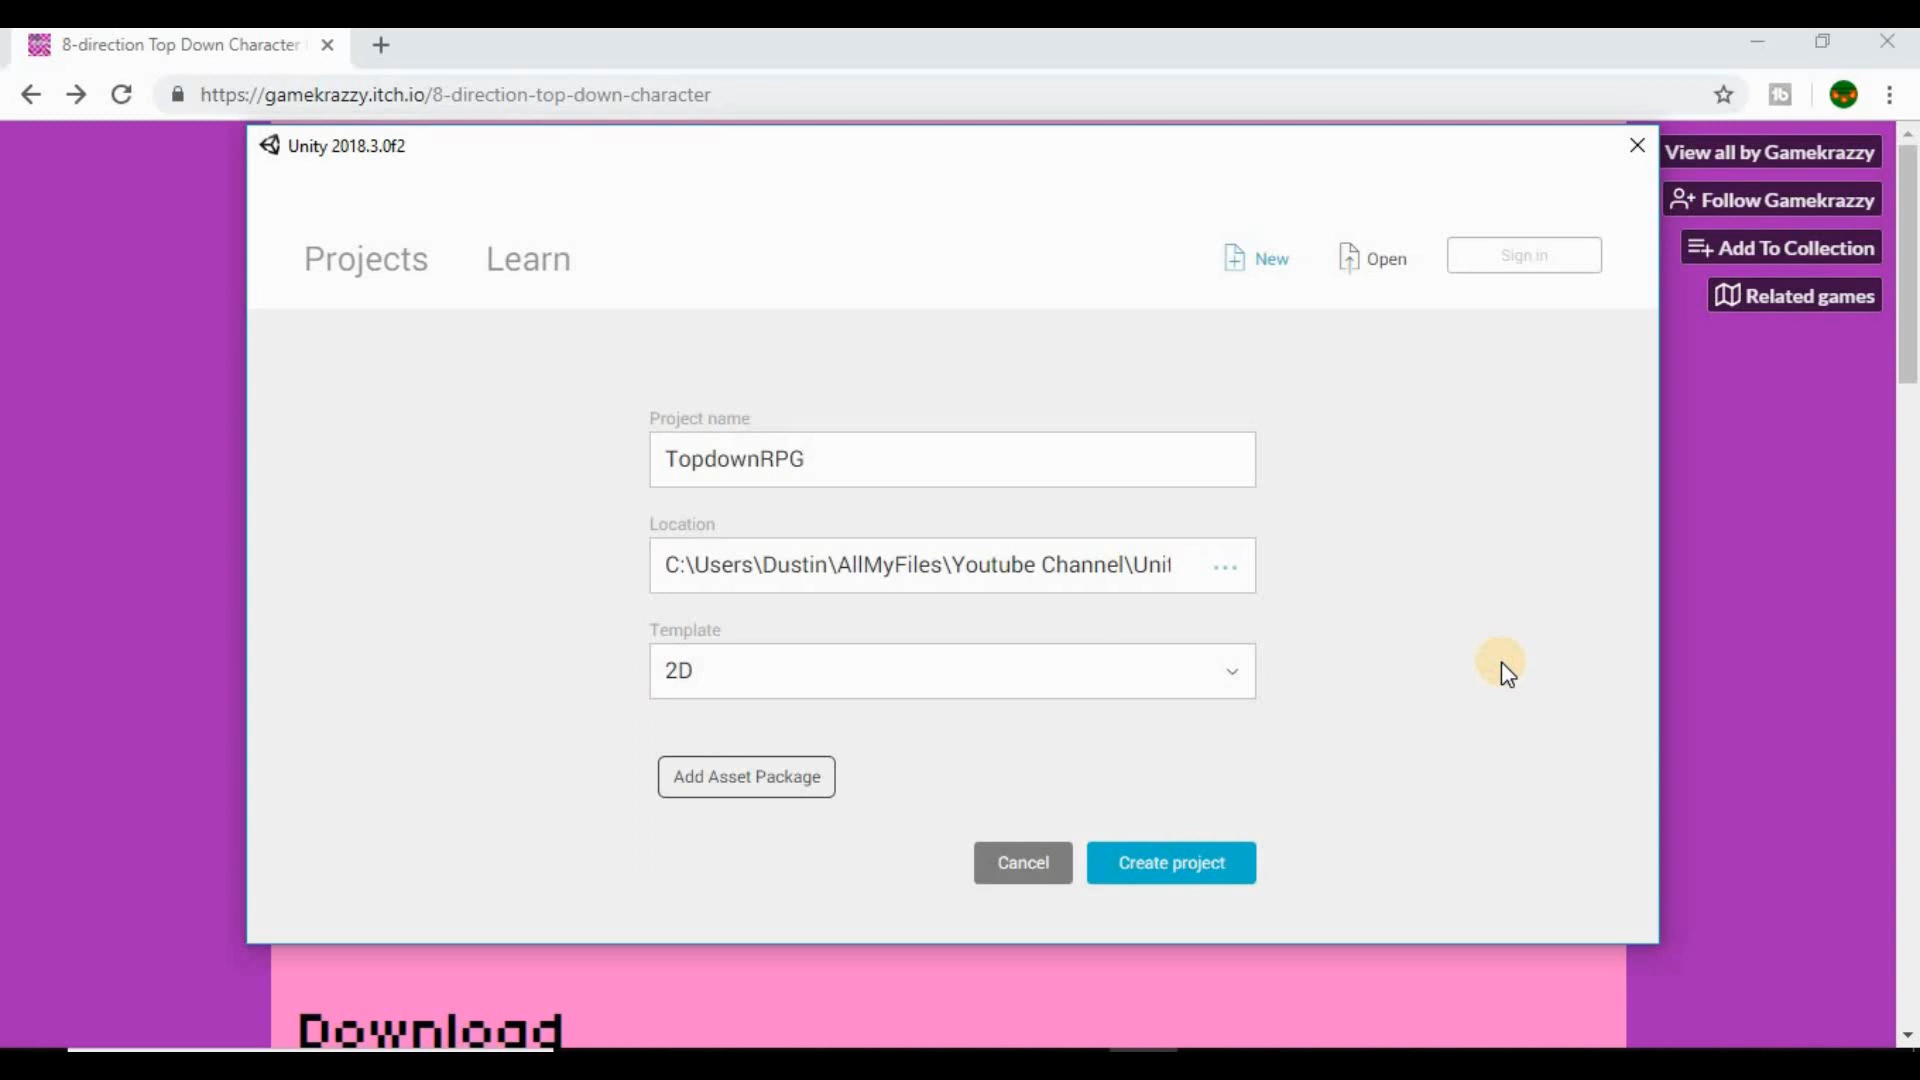 8-direction Top Down Character
https://gamekrazzy.itch.io/8-direction-top-down-character
Unity 2018.3.0f2
View all by Gamekrazzy
Follow Gamekrazzy
Add To Collection
Related games
Projects
Learn
New
Open
Sign in
Project name
TopdownRPG
Location
C:\Users\Dustin\AllMyFiles\Youtube Channel\Unit
Template
2D
Add Asset Package
Cancel
Create project
Download